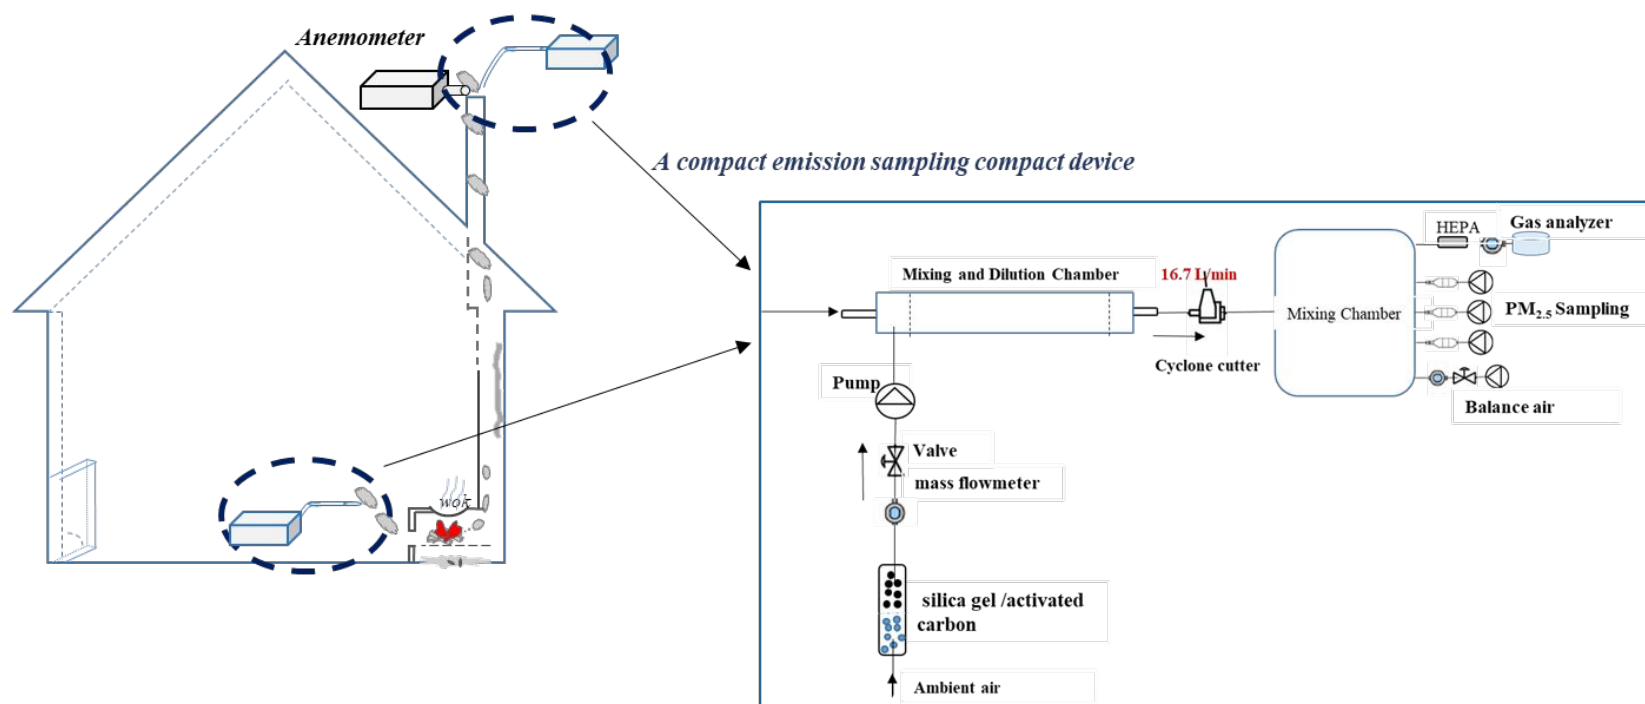 Anemometer
A compact emission sampling compact device
wok
HEPA
Gas analyzer
Mixing and Dilution Chamber
16.7 L/min
Mixing Chamber
PM2.5 Sampling
Cyclone cutter
Pump
Balance air
Valve
mass flowmeter
silica gel /activated
carbon
Ambient air